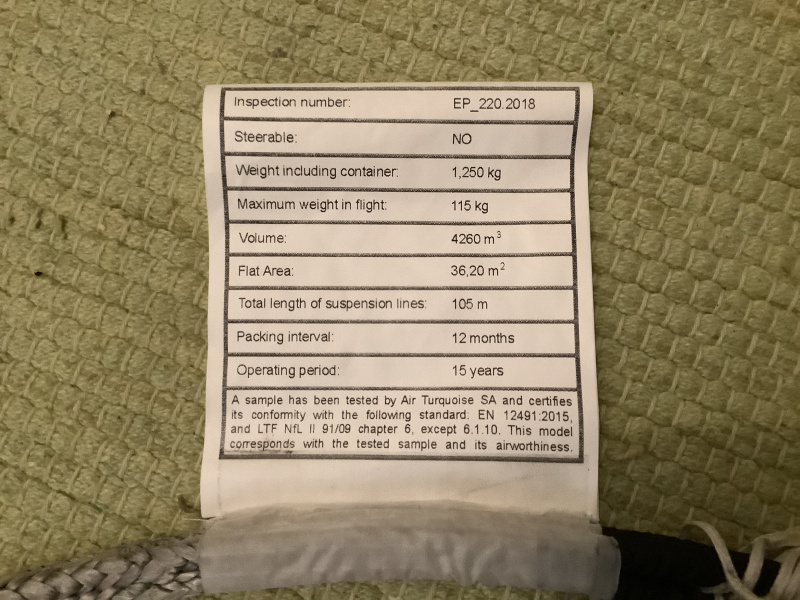 Inspection number: EP_220.2018
Steerable: NO
Weight including container: 1,250 kg
Maximum weight in flight: 115 kg
Volume: 4260 m³
Flat Area: 36,20 m²
Total length of suspension lines: 105 m
Packing interval: 12 months
Operating period: 15 years
A sample has been tested by Air Turquoise SA and certifies
its conformity with the following standard: EN 12491:2015,
and LTF NfL II 91/09 chapter 6, except 6.1.10. This model
corresponds with the tested sample and its airworthiness.